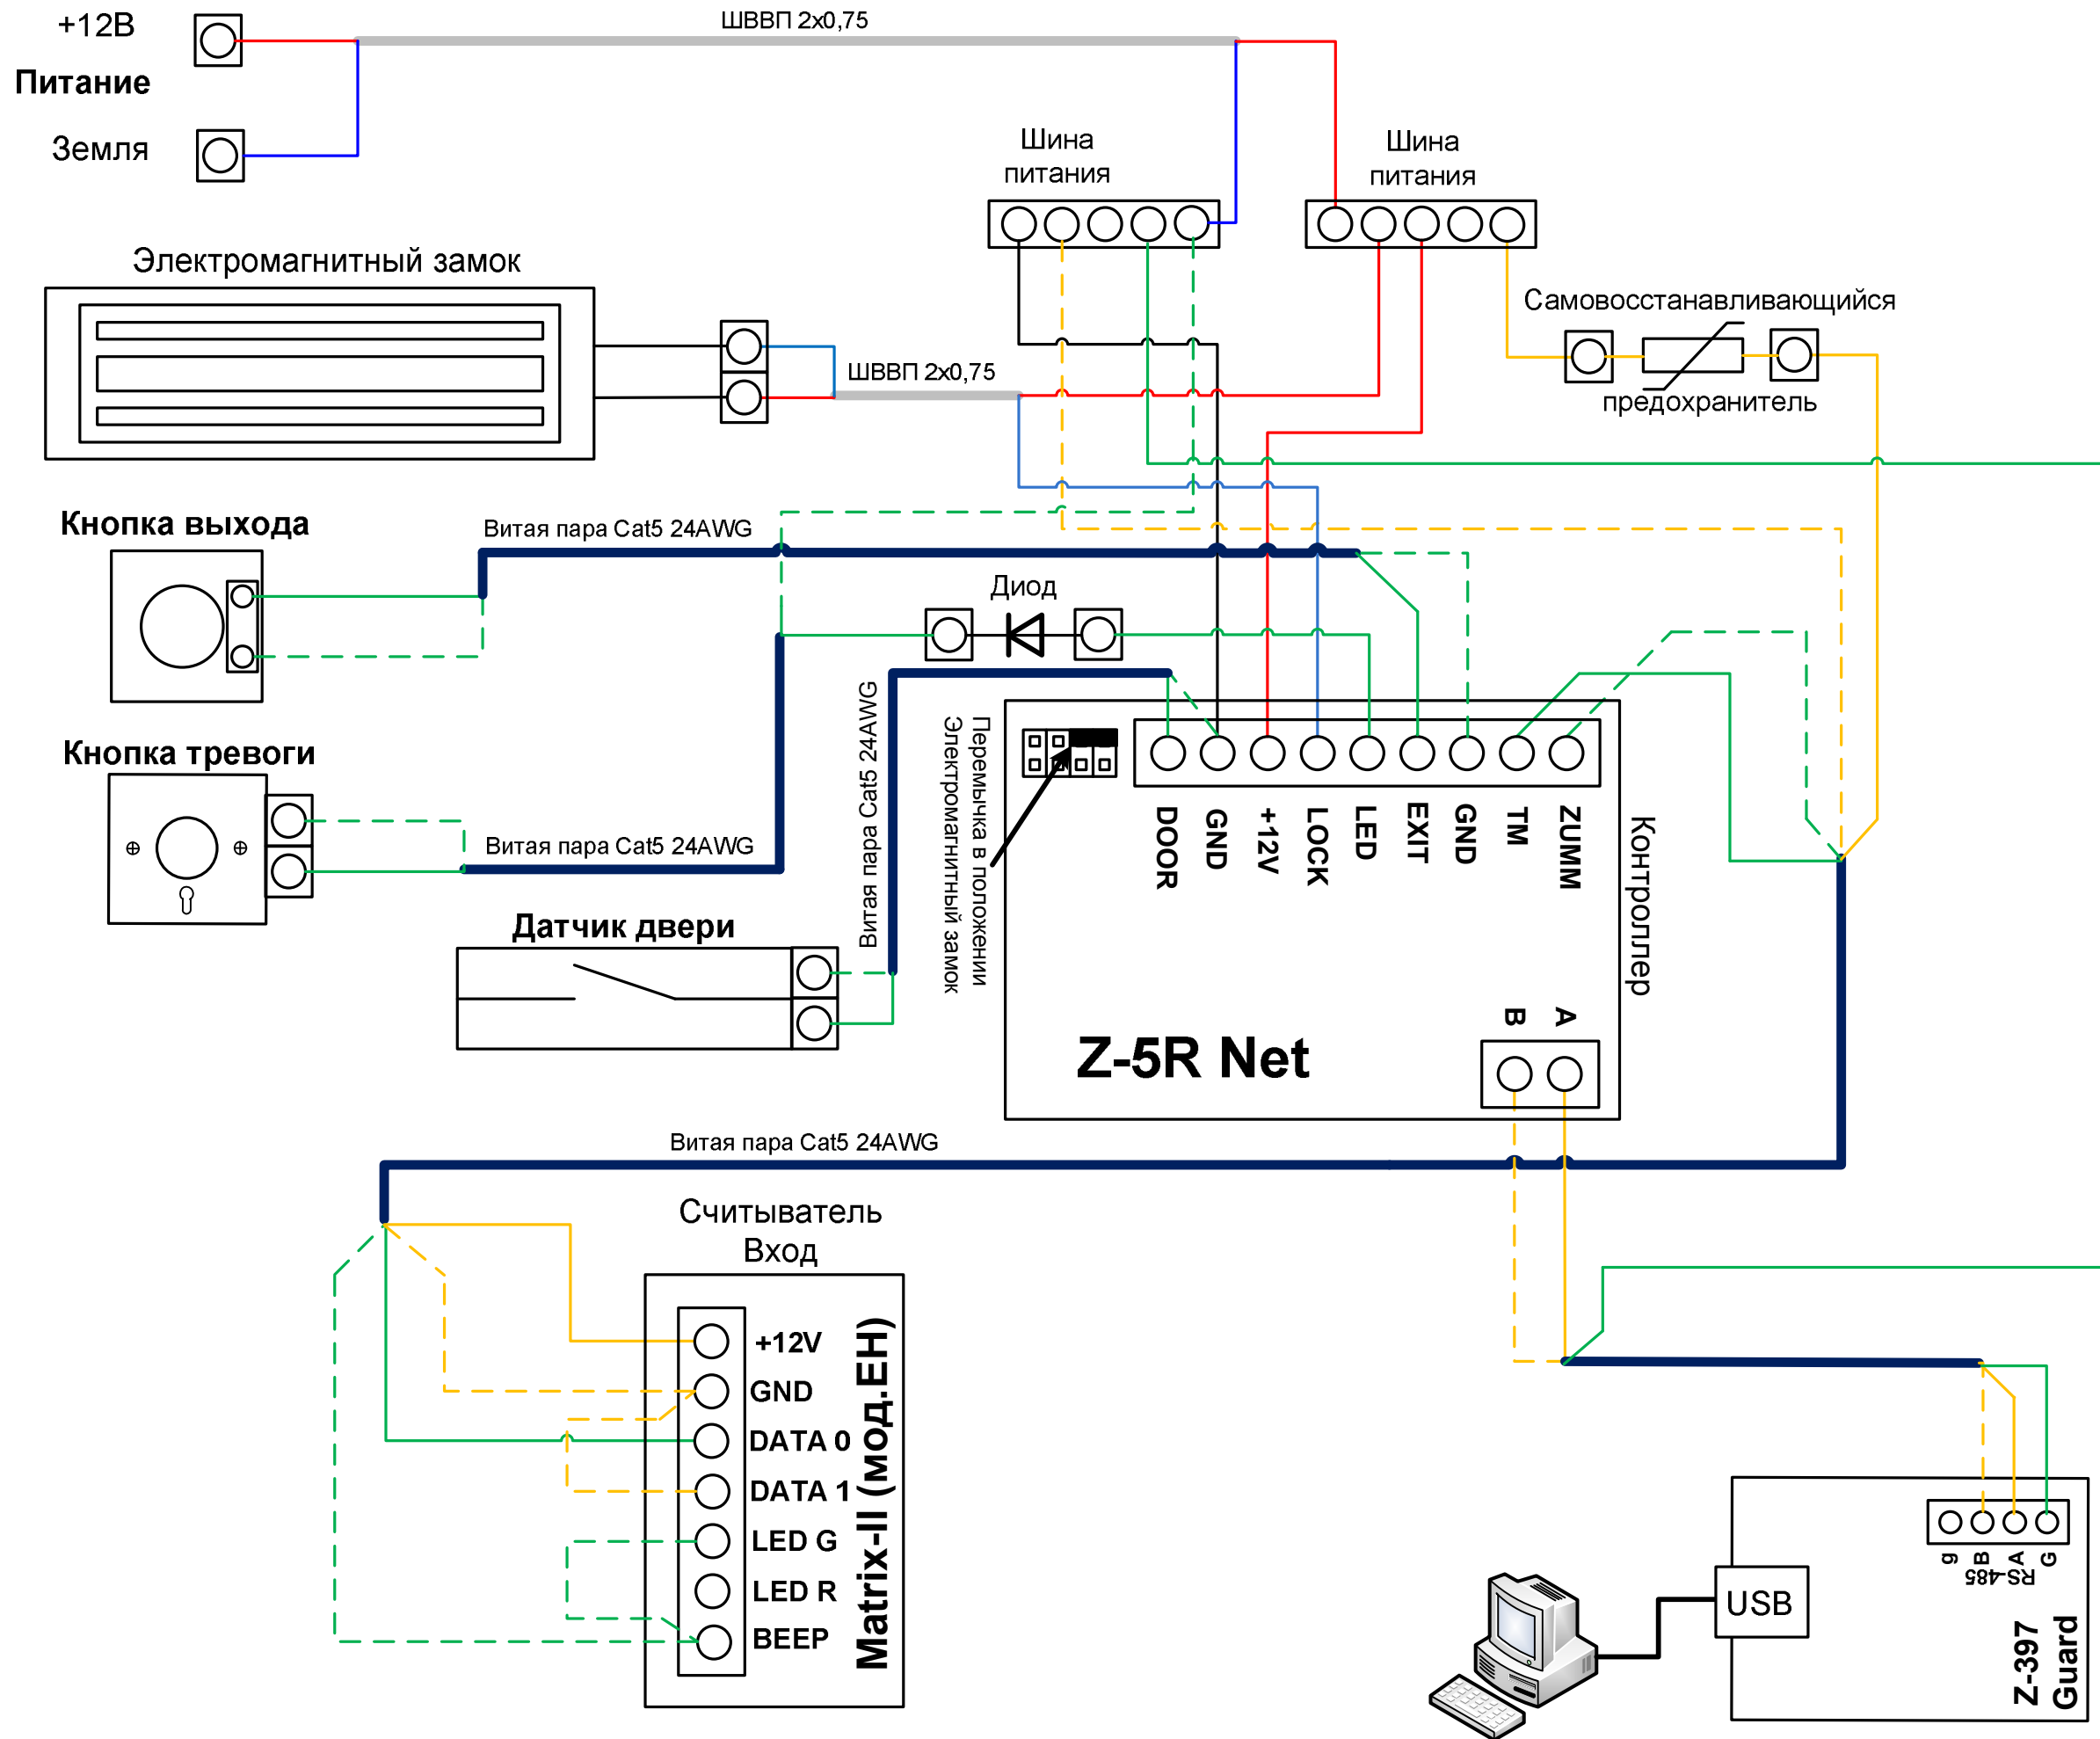 +12В
Питание
Земля
ШВВП 2х0,75
Шина
питания
Шина
питания
Электромагнитный замок
ШВВП 2х0,75
Самовосстанавливающийся
предохранитель
Кнопка выхода
Витая пара Cat5 24AWG
Диод
Кнопка тревоги
Витая пара Cat5 24AWG
Витая пара Cat5 24AWG
Перемычка в положении
Электромагнитный замок
DOOR
GND
+12V
LOCK
LED
EXIT
GND
TM
ZUMM
Контроллер
Датчик двери
B
A
Z-5R Net
Витая пара Cat5 24AWG
Считыватель
Вход
+12V
GND
DATA 0
DATA 1
LED G
LED R
BEEP
Matrix-II (мод.EH)
g
B
A
G
RS-485
USB
Z-397
Guard